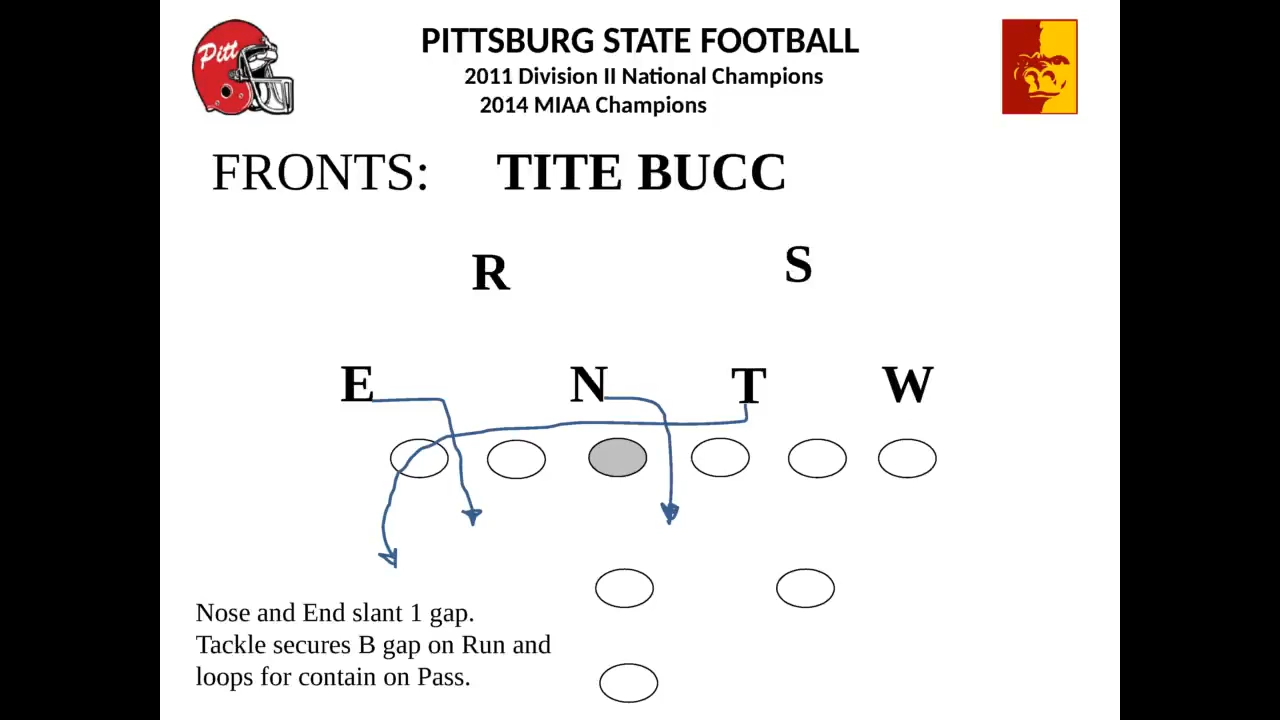 Pitt
PITTSBURG STATE FOOTBALL
2011 Division II National Champions
2014 MIAA Champions
FRONTS: TITE BUCC
R S
E N T W
Nose and End slant 1 gap.
Tackle secures B gap on Run and
loops for contain on Pass.